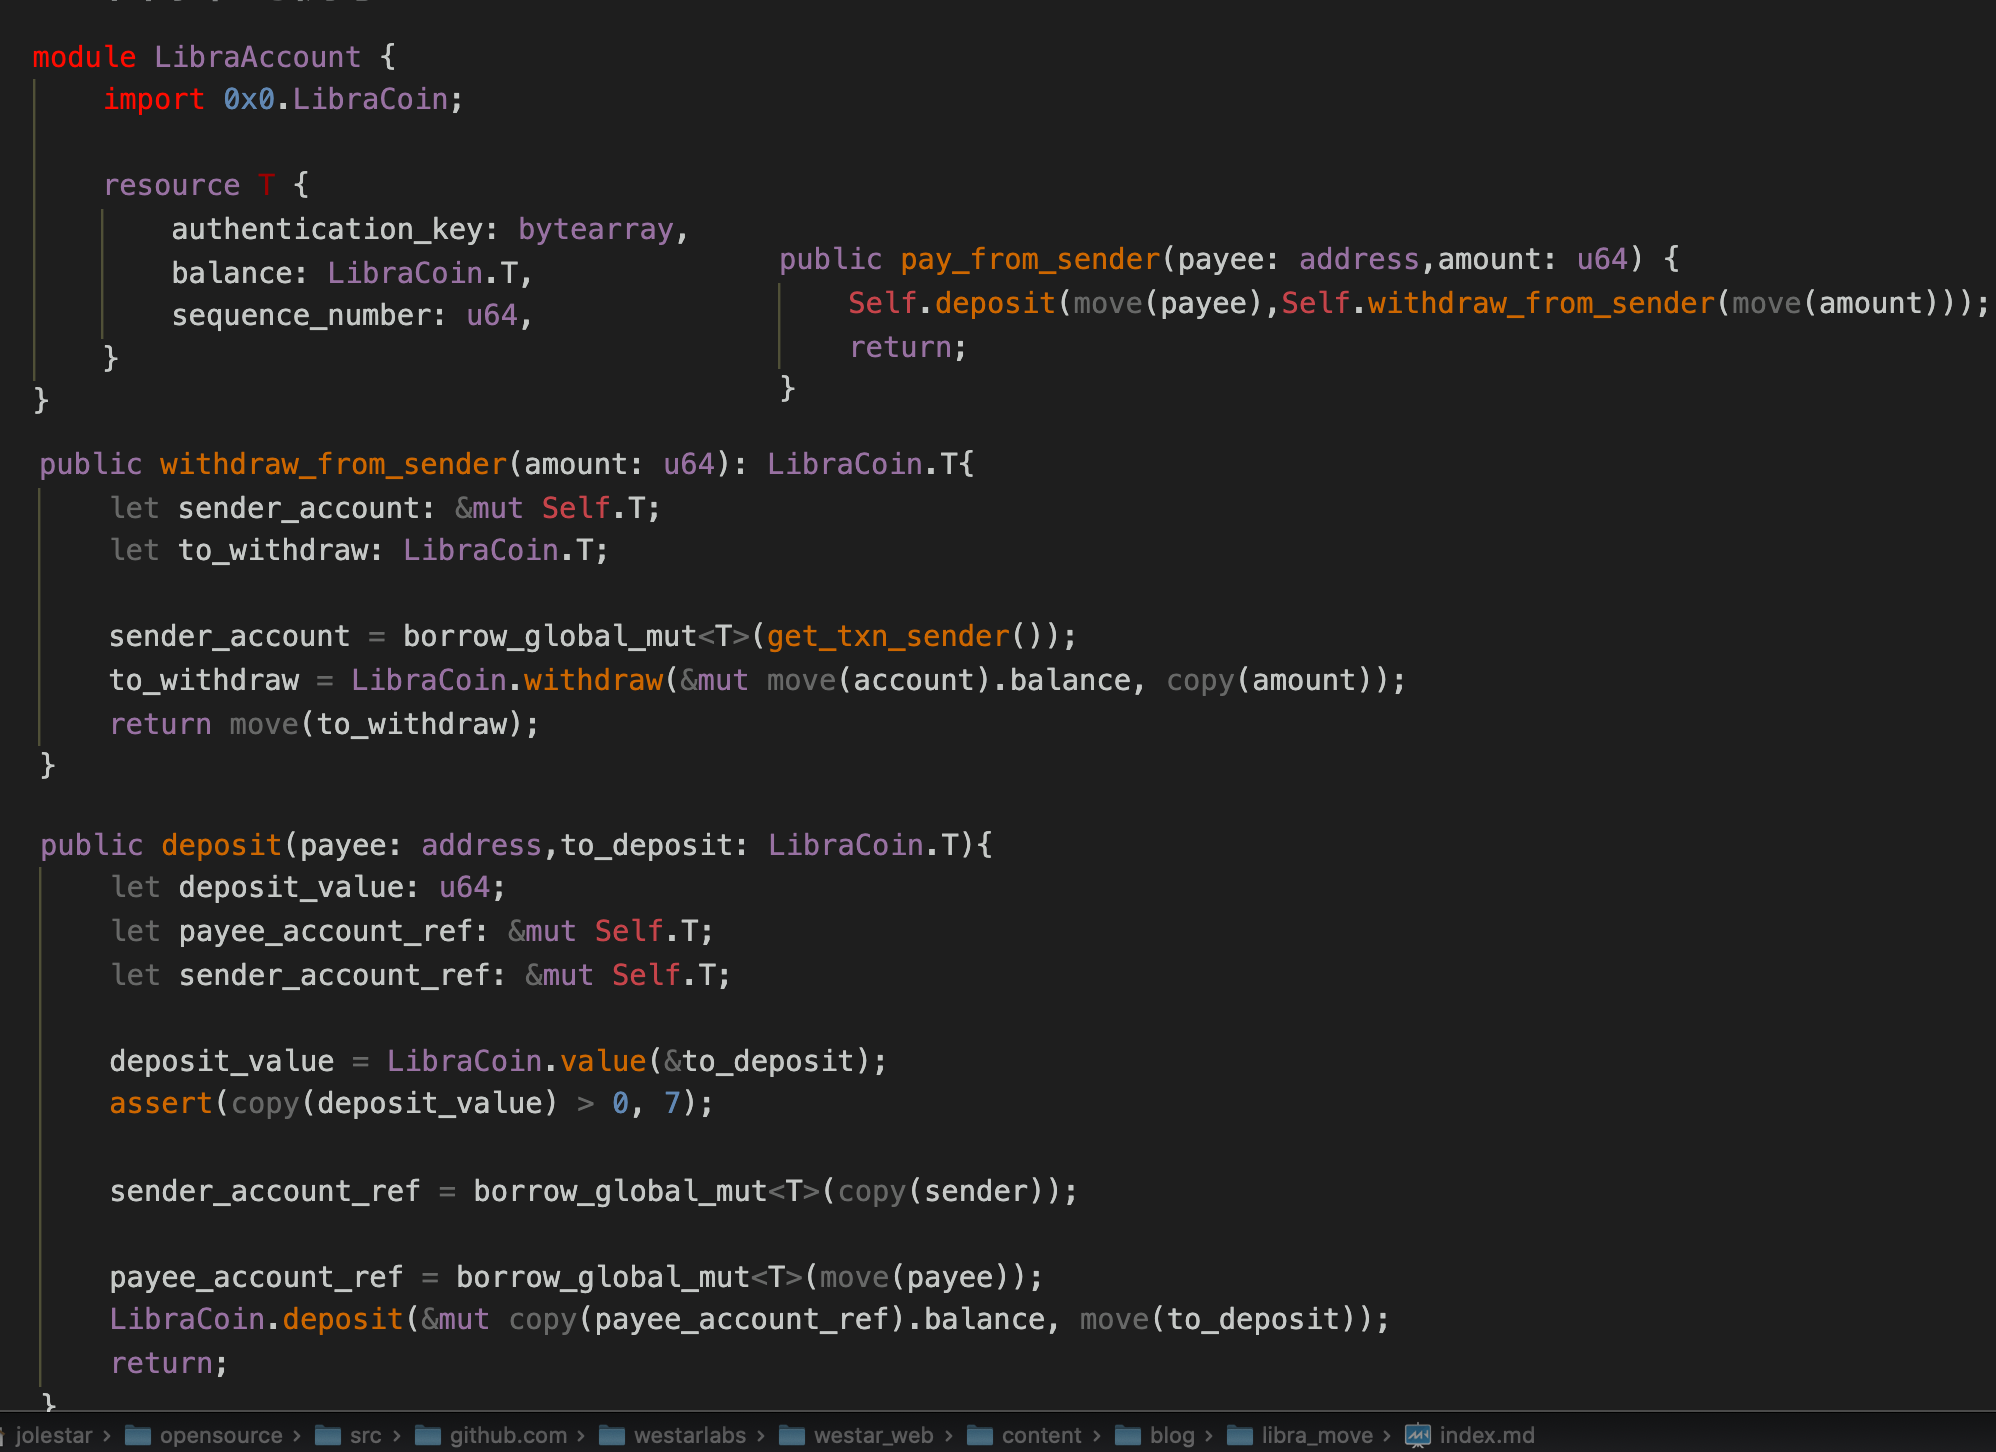 module LibraAccount {
    import 0x0.LibraCoin;

    resource T {
        authentication_key: bytearray,
        balance: LibraCoin.T,
        sequence_number: u64,
    }
}
public pay_from_sender(payee: address,amount: u64) {
    Self.deposit(move(payee),Self.withdraw_from_sender(move(amount)));
    return;
}
public withdraw_from_sender(amount: u64): LibraCoin.T{
    let sender_account: &mut Self.T;
    let to_withdraw: LibraCoin.T;

    sender_account = borrow_global_mut<T>(get_txn_sender());
    to_withdraw = LibraCoin.withdraw(&mut move(account).balance, copy(amount));
    return move(to_withdraw);
}

public deposit(payee: address,to_deposit: LibraCoin.T){
    let deposit_value: u64;
    let payee_account_ref: &mut Self.T;
    let sender_account_ref: &mut Self.T;

    deposit_value = LibraCoin.value(&to_deposit);
    assert(copy(deposit_value) > 0, 7);

    sender_account_ref = borrow_global_mut<T>(copy(sender));

    payee_account_ref = borrow_global_mut<T>(move(payee));
    LibraCoin.deposit(&mut copy(payee_account_ref).balance, move(to_deposit));
    return;
}
jolestar › opensource › src › github.com › westarlabs › westar_web › content › blog › libra_move › index.md